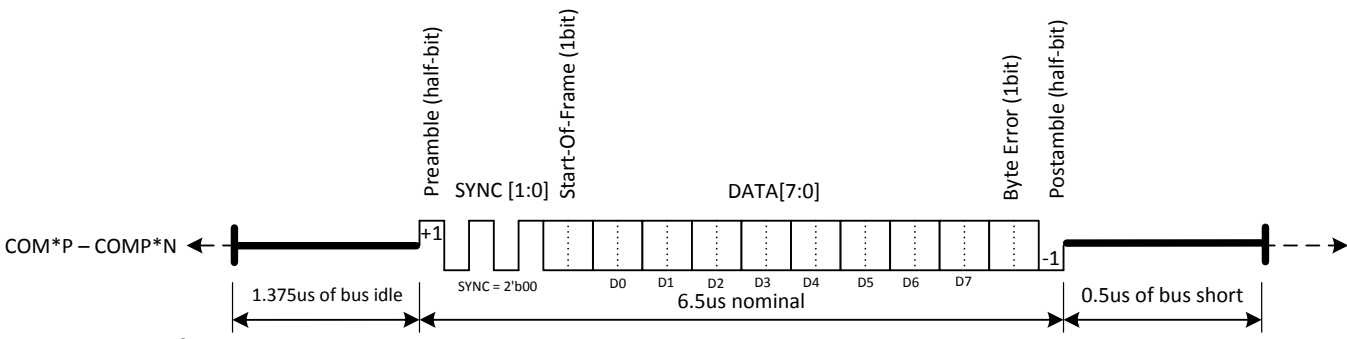 Preamble (half-bit)
Start-Of-Frame (1bit)
Byte Error (1bit)
Postamble (half-bit)
SYNC [1:0]
DATA[7:0]
COM*P – COMP*N
+1
-1
SYNC = 2'b00
D0
D1
D2
D3
D4
D5
D6
D7
1.375us of bus idle
6.5us nominal
0.5us of bus short